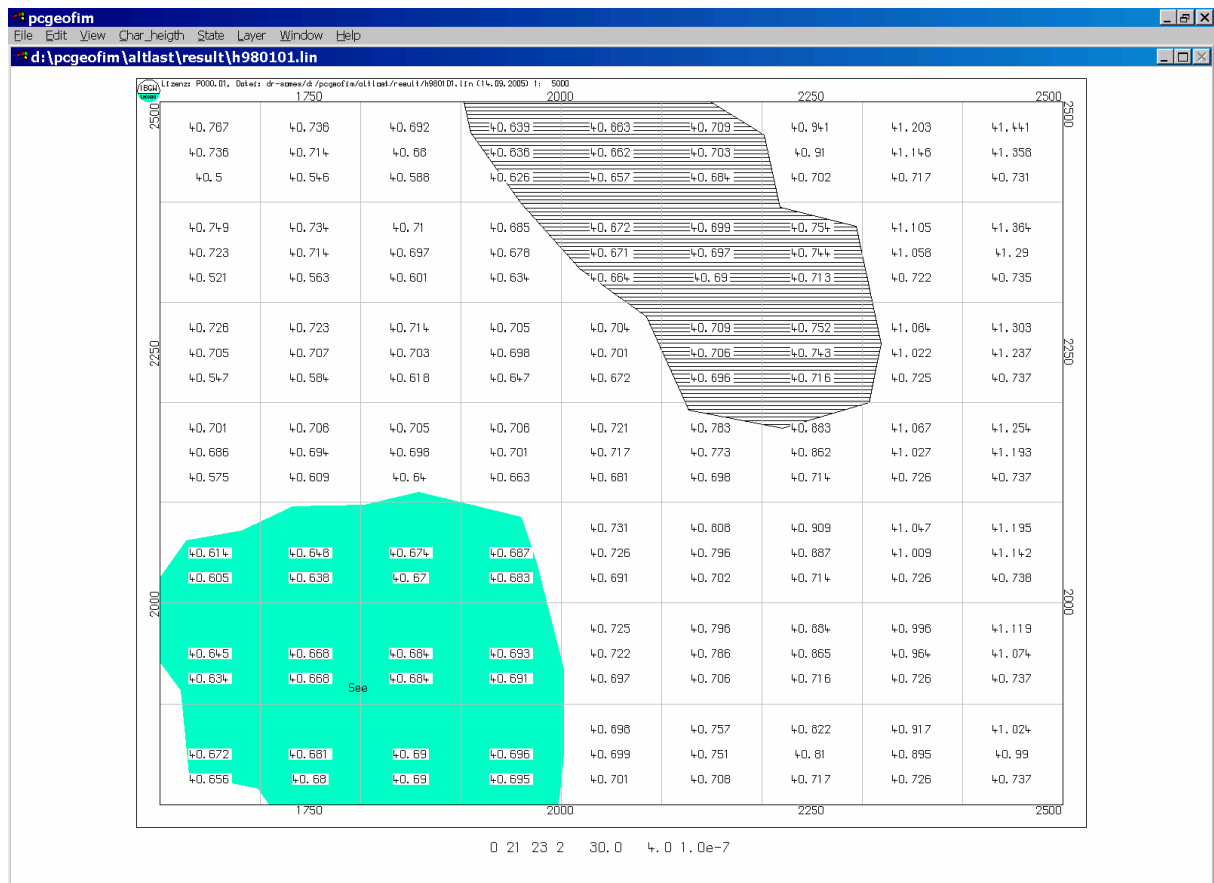 pcgeofim
File Edit View Char_heigth State Layer Window Help
d:\pcgeofim\altlast\result\h980101.lin
IBGW Lizenz: P000.01, Datei: dr-sames/d:/pcgeofim/altlast/result/h980101.lin (14.09.2005) 1: 5000
1750 2000 2250 2500
2500 2500
40.767 40.736 40.692 40.639 40.663 40.709 40.941 41.203 41.441
40.736 40.714 40.68 40.636 40.662 40.703 40.91 41.146 41.358
40.5 40.546 40.588 40.626 40.657 40.684 40.702 40.717 40.731
40.749 40.734 40.71 40.685 40.672 40.699 40.754 41.105 41.364
40.723 40.714 40.697 40.678 40.671 40.697 40.744 41.058 41.29
40.521 40.563 40.601 40.634 40.664 40.69 40.713 40.722 40.735
40.726 40.723 40.714 40.705 40.704 40.709 40.752 41.064 41.303
2250 40.705 40.707 40.703 40.698 40.701 40.706 40.743 41.022 41.237 2250
40.547 40.584 40.618 40.647 40.672 40.696 40.716 40.725 40.737
40.701 40.706 40.705 40.706 40.721 40.783 40.883 41.067 41.254
40.686 40.694 40.698 40.701 40.717 40.773 40.862 41.027 41.193
40.575 40.609 40.64 40.663 40.681 40.698 40.714 40.726 40.737
40.731 40.808 40.909 41.047 41.195
40.614 40.648 40.674 40.687 40.726 40.796 40.887 41.009 41.142
40.605 40.638 40.67 40.683 40.691 40.702 40.714 40.726 40.738
2000 2000
40.725 40.796 40.884 40.996 41.119
40.645 40.668 40.684 40.693 40.722 40.786 40.865 40.964 41.074
40.634 40.668 40.684 40.691 40.697 40.706 40.716 40.726 40.737
See
40.698 40.757 40.822 40.917 41.024
40.672 40.681 40.69 40.696 40.699 40.751 40.81 40.895 40.99
40.656 40.68 40.69 40.695 40.701 40.708 40.717 40.726 40.737
1750 2000 2250 2500
0 21 23 2 30.0 4.0 1.0e-7